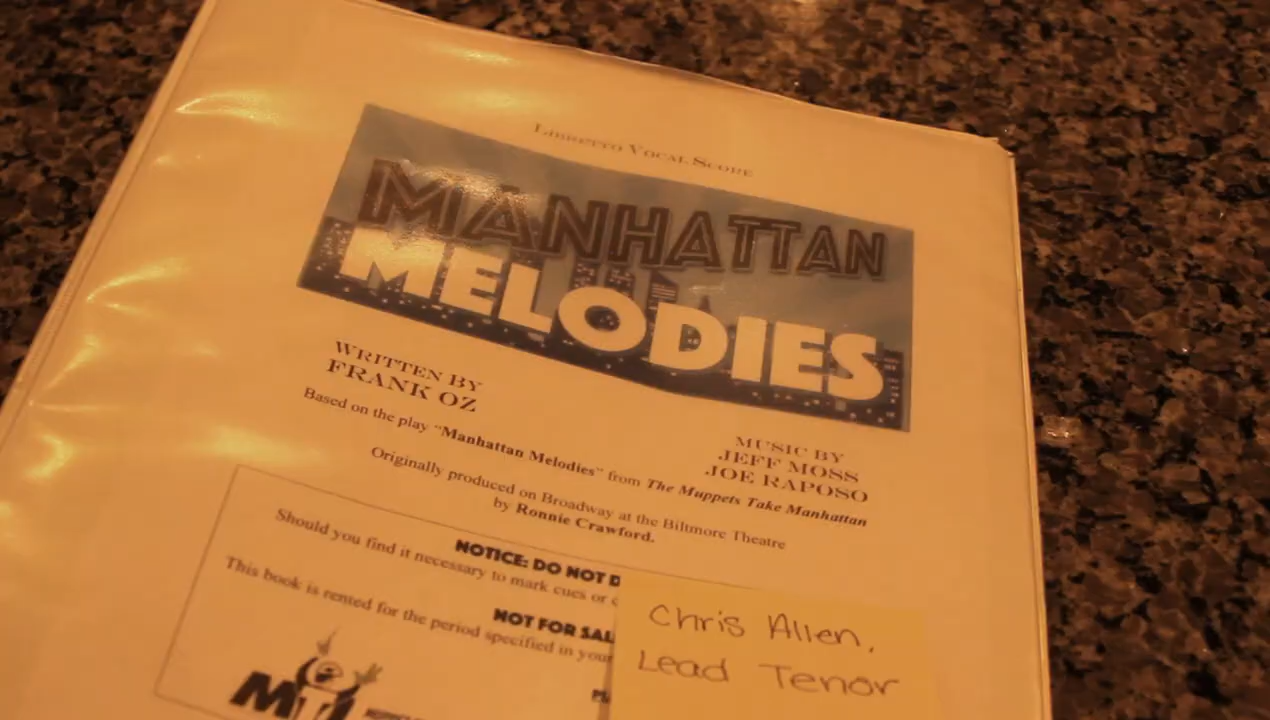 LIBRETTO VOCAL SCORE
MANHATTAN
MELODIES
WRITTEN BY
FRANK OZ
MUSIC BY
JEFF MOSS
JOE RAPOSO
Based on the play "Manhattan Melodies" from The Muppets Take Manhattan
Originally produced on Broadway at the Biltmore Theatre
by Ronnie Crawford.
NOTICE: DO NOT D
Should you find it necessary to mark cues or c
NOT FOR SAL
This book is rented for the period specified in your
Chris Allen,
Lead Tenor